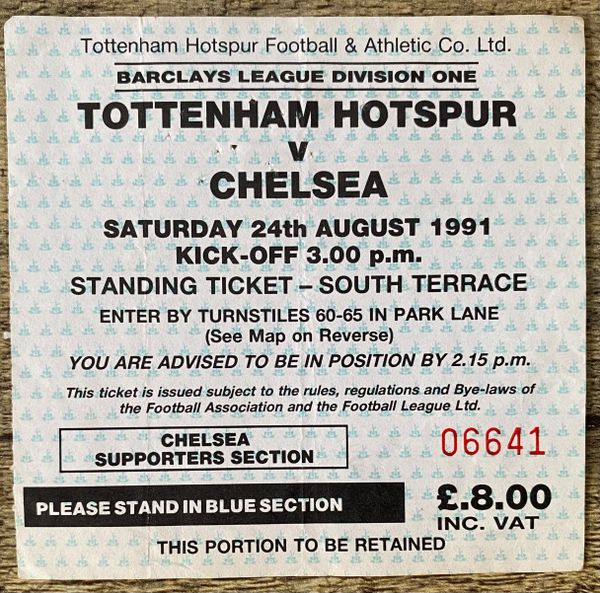 Tottenham Hotspur Football & Athletic Co. Ltd.
BARCLAYS LEAGUE DIVISION ONE
TOTTENHAM HOTSPUR
V
CHELSEA
SATURDAY 24th AUGUST 1991
KICK-OFF 3.00 p.m.
STANDING TICKET – SOUTH TERRACE
ENTER BY TURNSTILES 60-65 IN PARK LANE
(See Map on Reverse)
YOU ARE ADVISED TO BE IN POSITION BY 2.15 p.m.
This ticket is issued subject to the rules, regulations and Bye-laws of
the Football Association and the Football League Ltd.
CHELSEA
SUPPORTERS SECTION
06641
PLEASE STAND IN BLUE SECTION
£.8.00
INC. VAT
THIS PORTION TO BE RETAINED